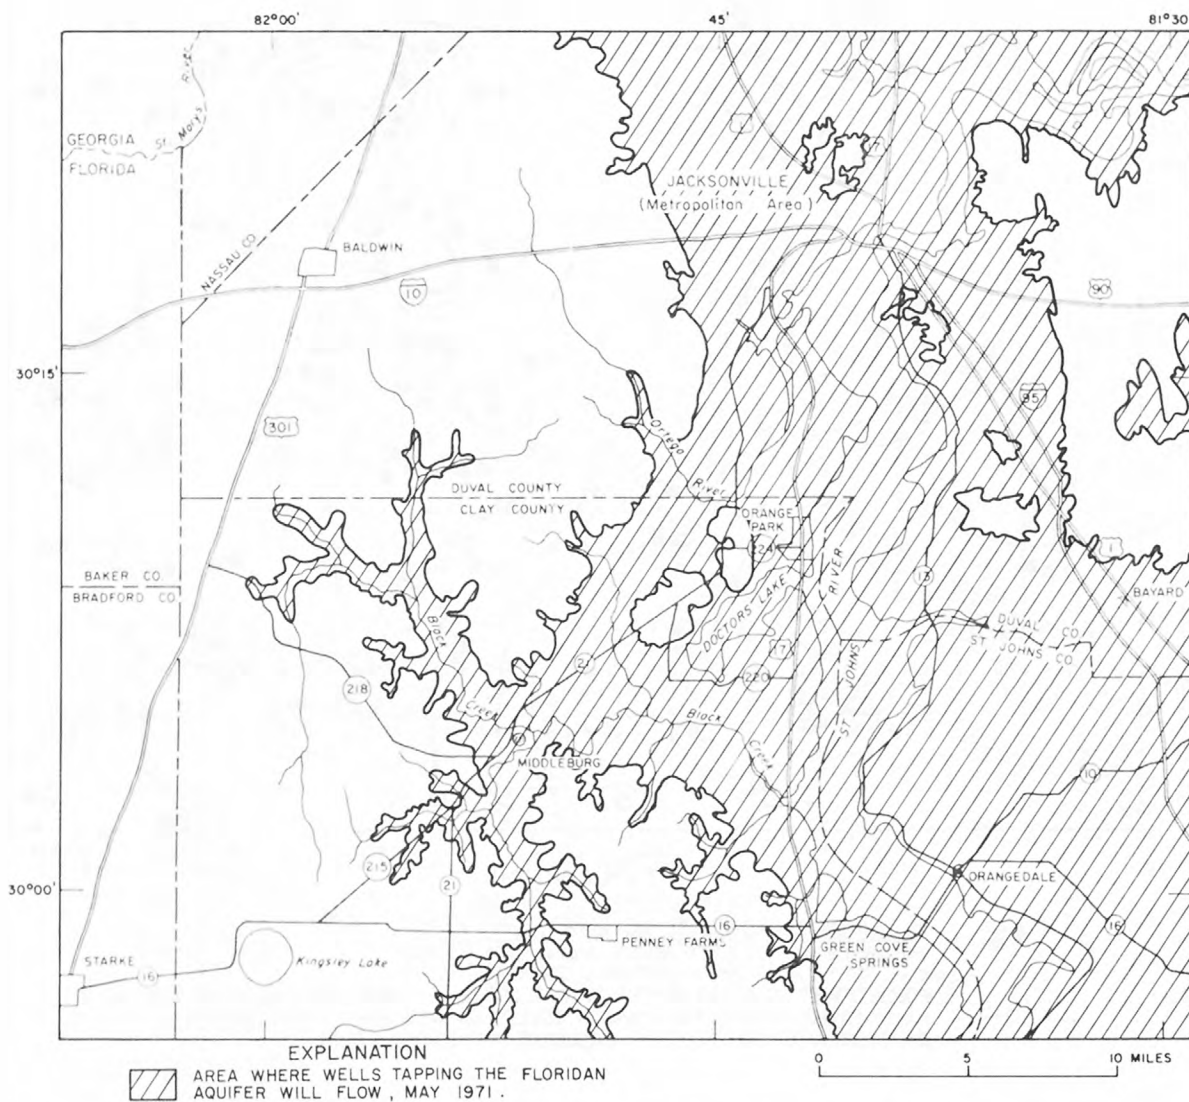 82°00'
45'
81°30
GEORGIA
St. Marys
River
FLORIDA
NASSAU CO.
BALDWIN
10
JACKSONVILLE
(Metropolitan Area)
1
17
90
30°15'
301
95
Ortega
River
DUVAL COUNTY
CLAY COUNTY
ORANGE
PARK
224
BAKER CO.
BRADFORD CO.
DOCTORS LAKE
ST JOHNS
RIVER
13
1
BAYARD
DUVAL CO.
ST. JOHNS CO.
Black
Creek
218
21
17
220
Black
Creek
MIDDLEBURG
10
215
21
30°00'
ORANGEDALE
16
16
PENNEY FARMS
GREEN COVE
SPRINGS
STARKE
16
Kingsley Lake
EXPLANATION
AREA WHERE WELLS TAPPING THE FLORIDAN
AQUIFER WILL FLOW, MAY 1971.
0 5 10 MILES